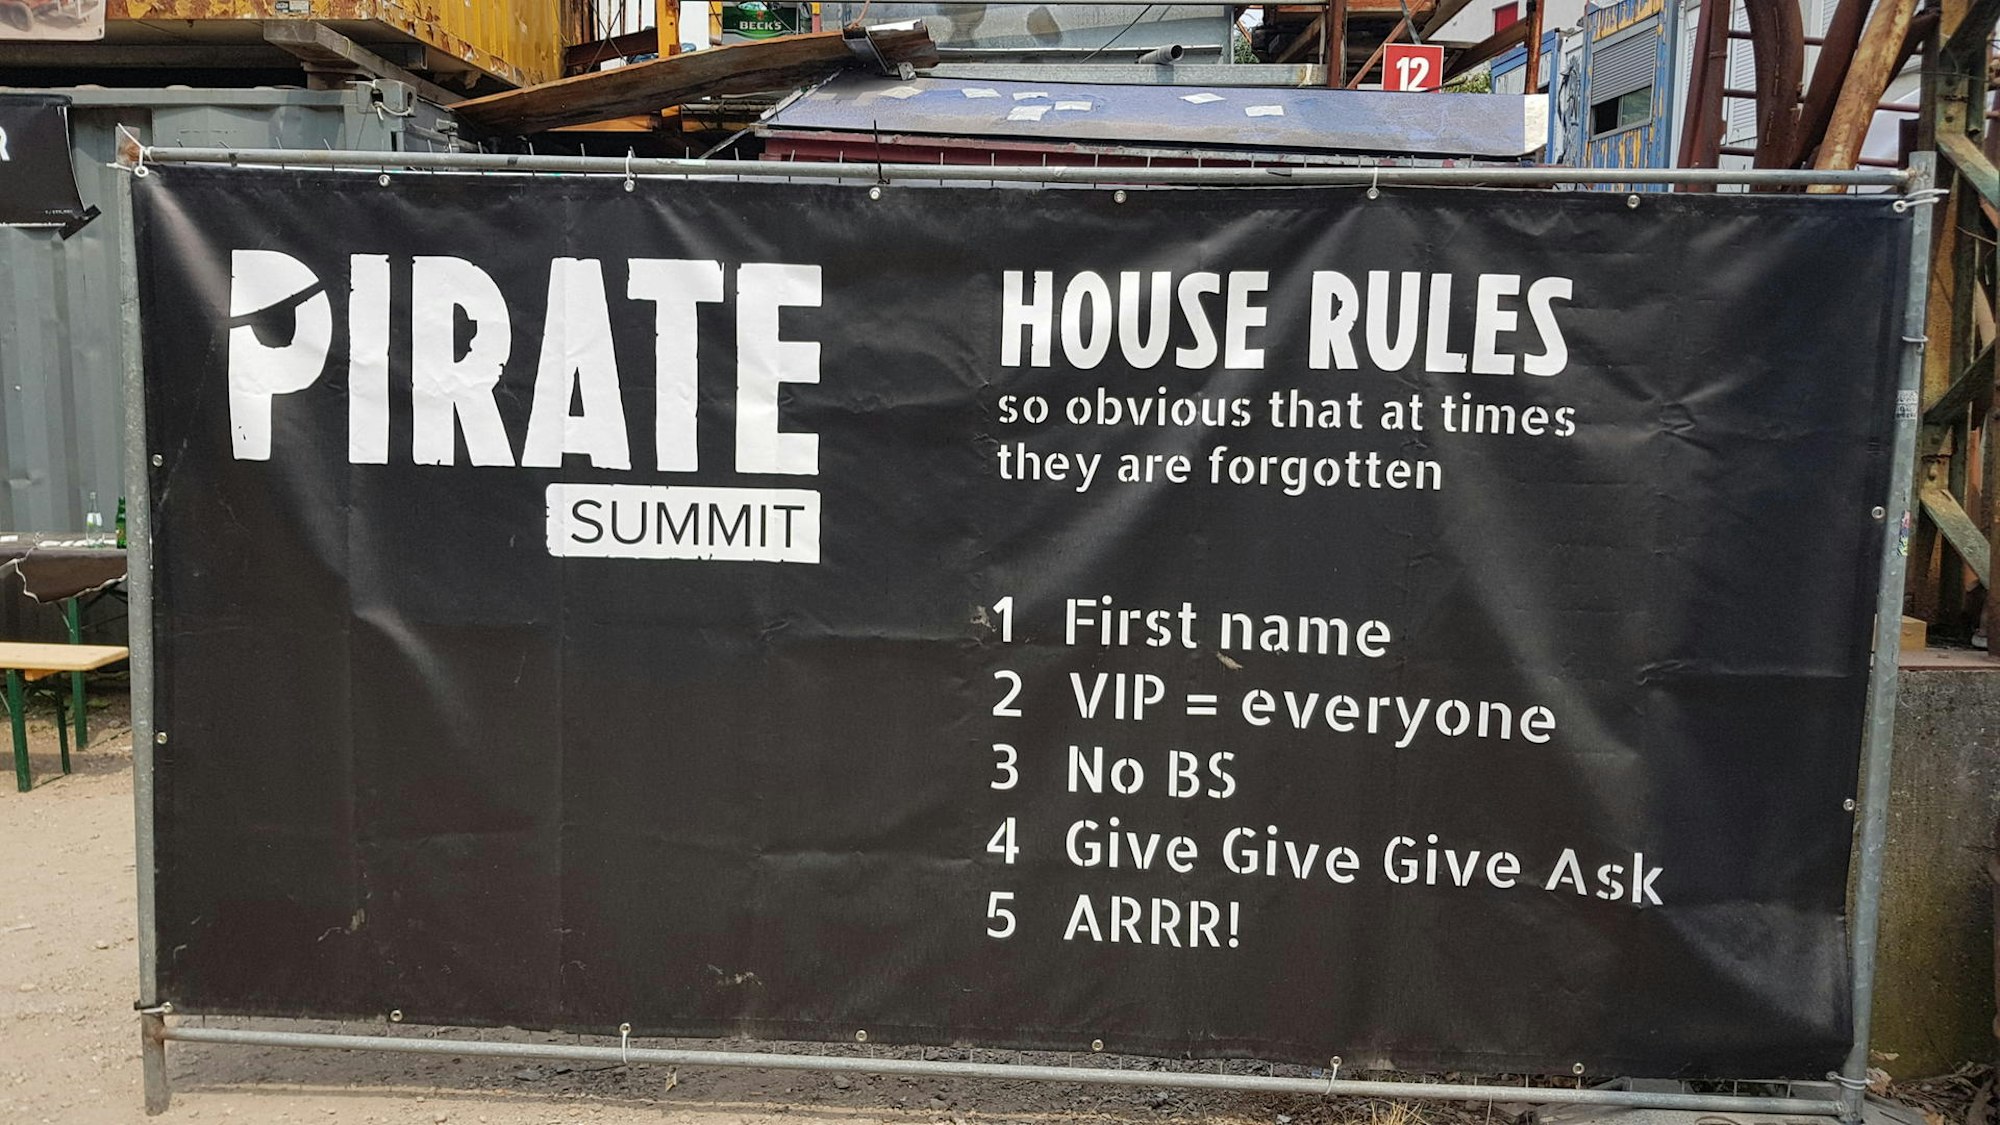 BECK'S
12
R
PIRATE
SUMMIT
HOUSE RULES
so obvious that at times
they are forgotten
1 First name
2 VIP = everyone
3 No BS
4 Give Give Give Ask
5 ARRR!